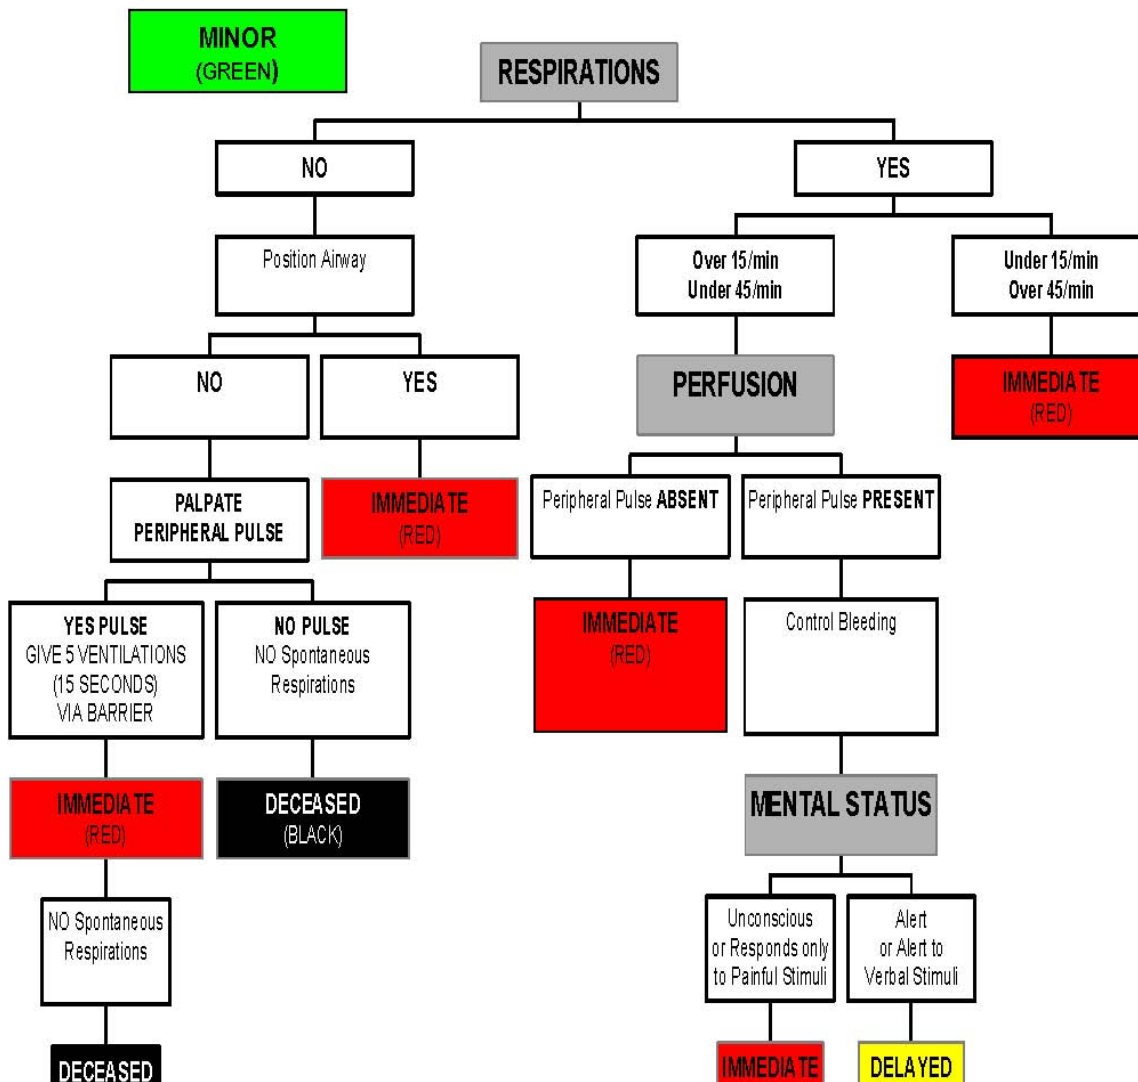 MINOR
(GREEN)
RESPIRATIONS
NO
YES
Position Airway
Over 15/min
Under 45/min
Under 15/min
Over 45/min
NO
YES
PERFUSION
IMMEDIATE
(RED)
PALPATE
PERIPHERAL PULSE
IMMEDIATE
(RED)
Peripheral Pulse ABSENT
Peripheral Pulse PRESENT
YES PULSE
GIVE 5 VENTILATIONS
(15 SECONDS)
VIA BARRIER
NO PULSE
NO Spontaneous
Respirations
IMMEDIATE
(RED)
Control Bleeding
IMMEDIATE
(RED)
DECEASED
(BLACK)
MENTAL STATUS
NO Spontaneous
Respirations
Unconscious
or Responds only
to Painful Stimuli
Alert
or Alert to
Verbal Stimuli
DECEASED
IMMEDIATE
DELAYED